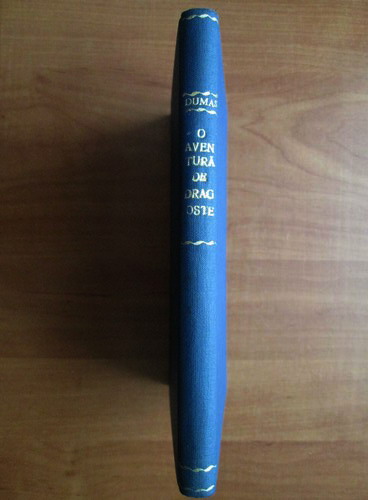 DUMAS
O
AVEN
TURĂ
DE
DRAG
OSTE